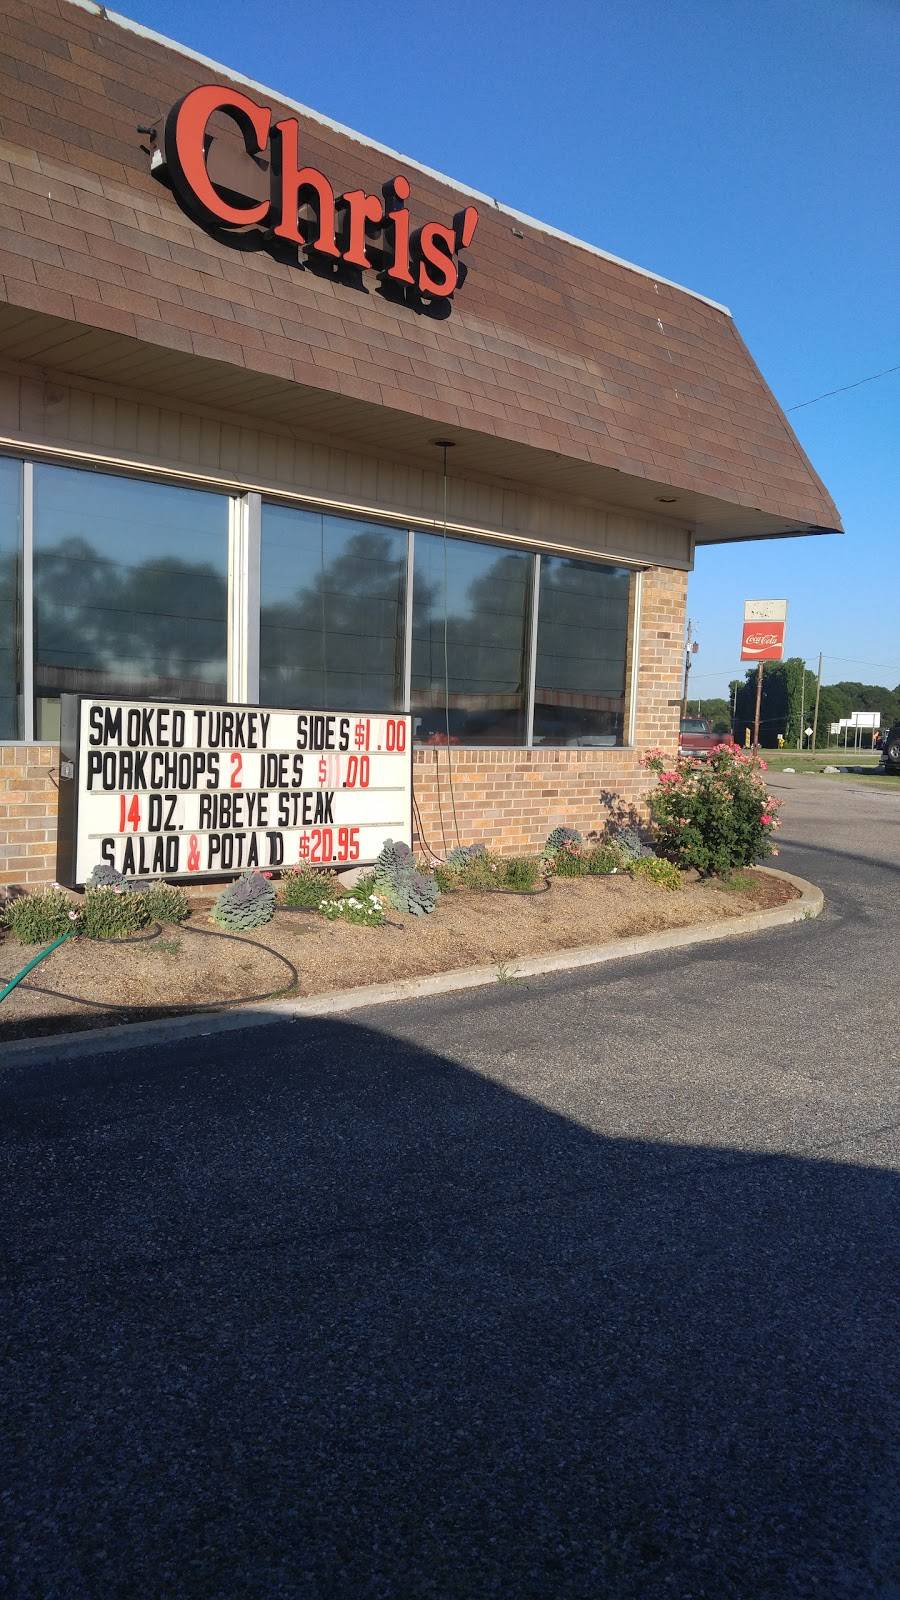 Chris'
SMOKED TURKEY SIDES $1.00
PORKCHOPS 2 IDES $11.00
14 OZ. RIBEYE STEAK
SALAD & POTATO $20.95
Coca-Cola